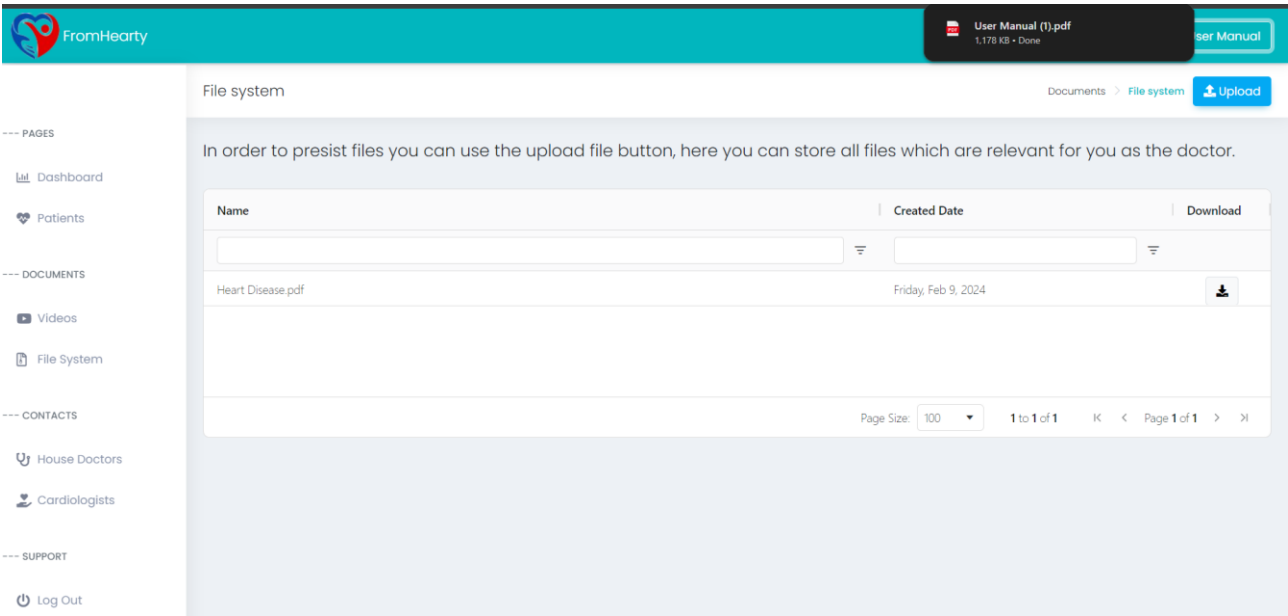 FromHearty
User Manual (1).pdf
1,178 KB • Done
ser Manual
File system
Documents > File system
Upload
--- PAGES
Dashboard
Patients
--- DOCUMENTS
Videos
File System
--- CONTACTS
House Doctors
Cardiologists
--- SUPPORT
Log Out
In order to presist files you can use the upload file button, here you can store all files which are relevant for you as the doctor.
Name Created Date Download
Heart Disease.pdf Friday, Feb 9, 2024
Page Size: 100 1 to 1 of 1 Page 1 of 1